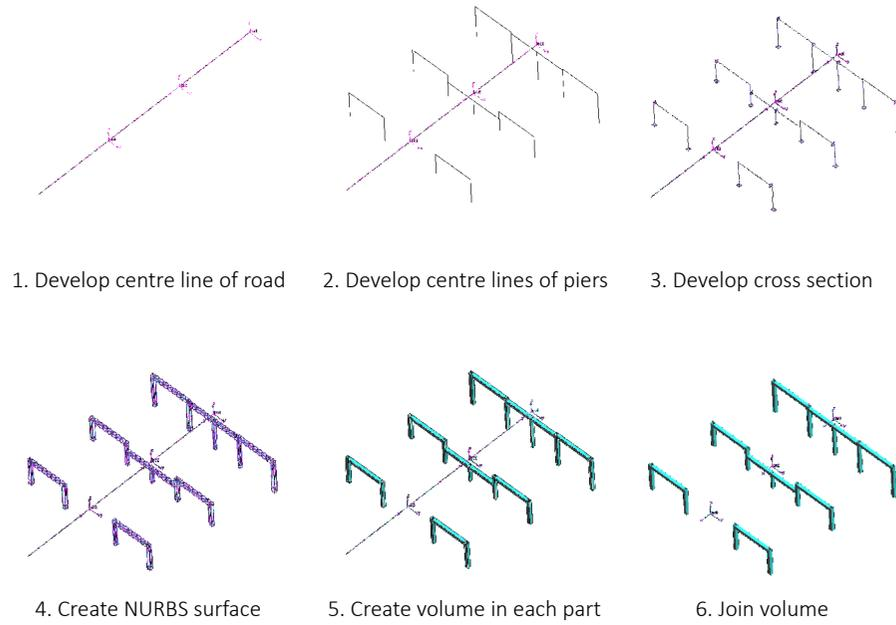 1. Develop centre line of road
2. Develop centre lines of piers
3. Develop cross section
4. Create NURBS surface
5. Create volume in each part
6. Join volume